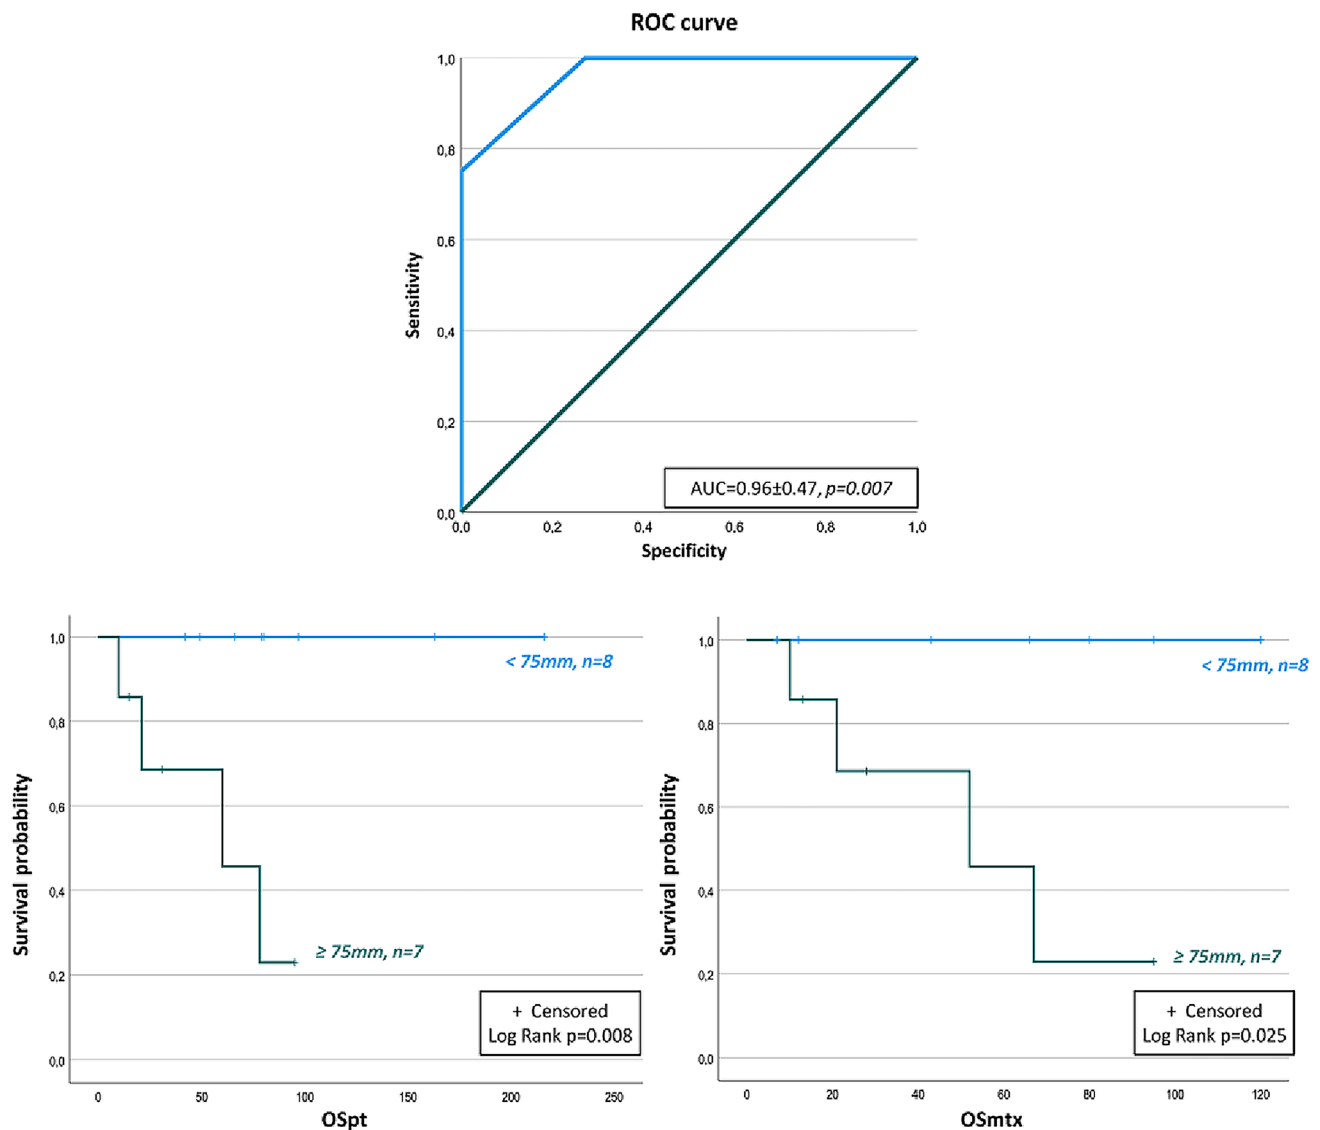 ROC curve
1,0
0,8
0,6
0,4
0,2
0,0
Sensitivity
AUC=0.96±0.47, p=0.007
0,0 0,2 0,4 0,6 0,8 1,0
Specificity
1,0
0,8
0,6
0,4
0,2
0,0
Survival probability
< 75mm, n=8
≥ 75mm, n=7
+ Censored
Log Rank p=0.008
0 50 100 150 200 250
OSpt
1,0
0,8
0,6
0,4
0,2
0,0
Survival probability
< 75mm, n=8
≥ 75mm, n=7
+ Censored
Log Rank p=0.025
0 20 40 60 80 100 120
OSmtx